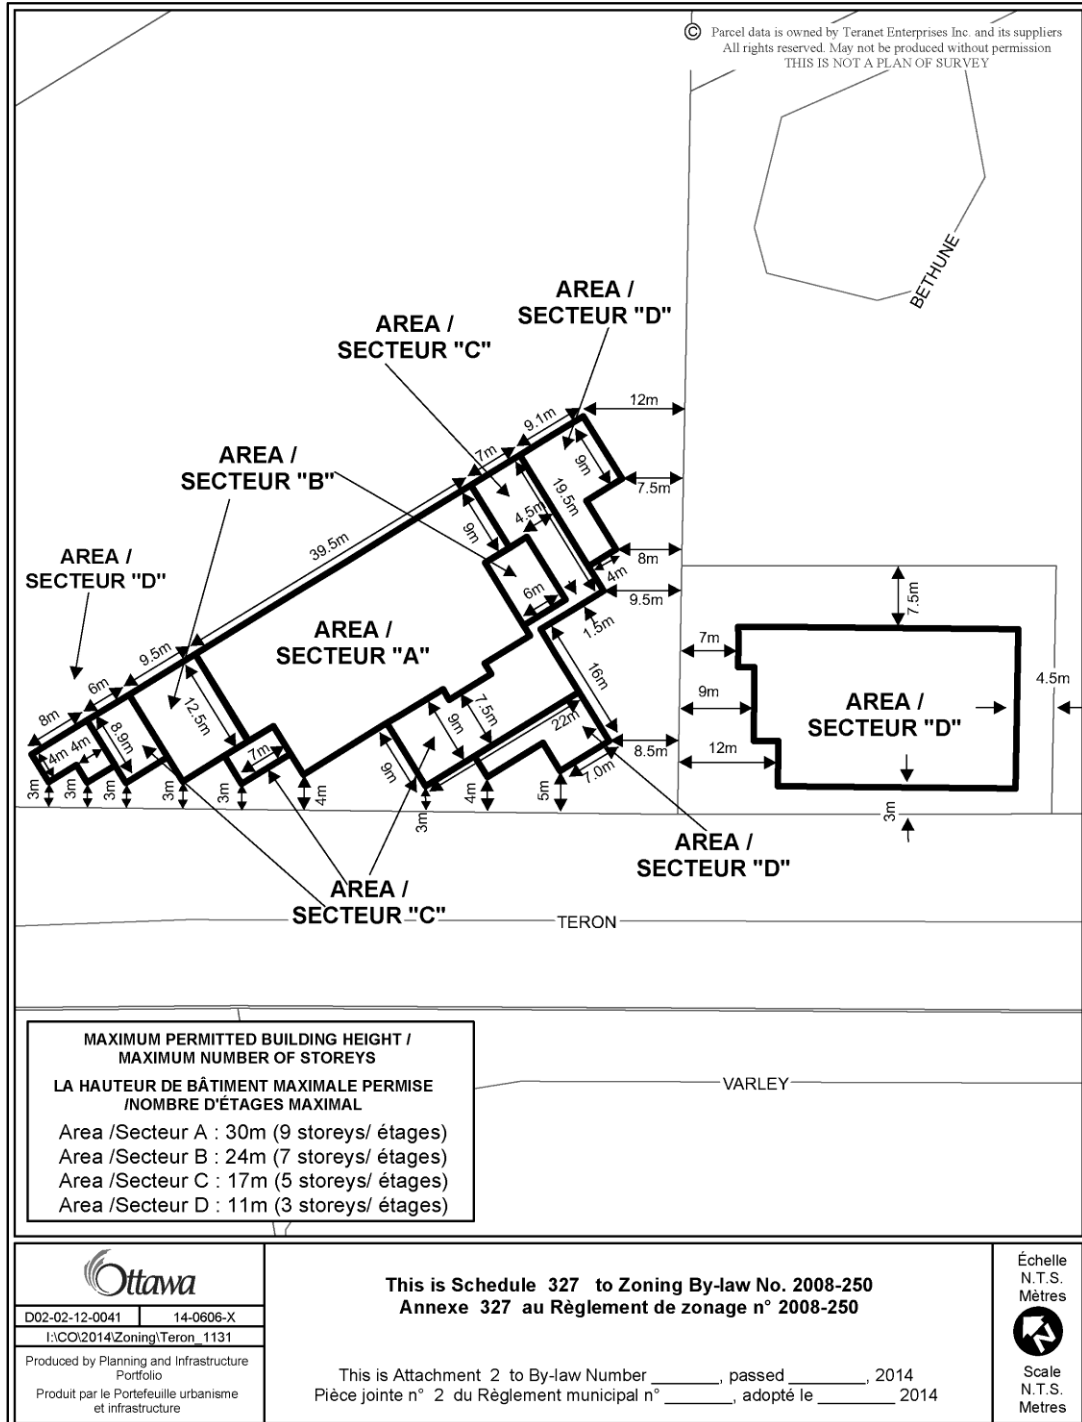 © Parcel data is owned by Teranet Enterprises Inc. and its suppliers
All rights reserved. May not be produced without permission
THIS IS NOT A PLAN OF SURVEY
BETHUNE
AREA /
SECTEUR "D"
AREA /
SECTEUR "C"
12m
9.1m
7m
9m
7.5m
AREA /
SECTEUR "B"
19.5m
4.5m
9m
39.5m
8m
4m
AREA /
SECTEUR "D"
9.5m
6m
1.5m
7.5m
AREA /
SECTEUR "A"
7m
9.5m
16m
4.5m
6m
9m
AREA /
SECTEUR "D"
12.5m
7.5m
8m
8.9m
9m
22m
4m
4m
7m
8.5m
12m
9m
7.0m
3m
3m
3m
3m
3m
4m
3m
4m
5m
3m
AREA /
SECTEUR "D"
AREA /
SECTEUR "C"
TERON
VARLEY
MAXIMUM PERMITTED BUILDING HEIGHT /
MAXIMUM NUMBER OF STOREYS
LA HAUTEUR DE BÂTIMENT MAXIMALE PERMISE
/NOMBRE D'ÉTAGES MAXIMAL
Area /Secteur A : 30m (9 storeys/ étages)
Area /Secteur B : 24m (7 storeys/ étages)
Area /Secteur C : 17m (5 storeys/ étages)
Area /Secteur D : 11m (3 storeys/ étages)
Ottawa
D02-02-12-0041 14-0606-X
I:\CO\2014\Zoning\Teron_1131
Produced by Planning and Infrastructure
Portfolio
Produit par le Portefeuille urbanisme
et infrastructure
This is Schedule 327 to Zoning By-law No. 2008-250
Annexe 327 au Règlement de zonage n° 2008-250
This is Attachment 2 to By-law Number ________, passed ________, 2014
Pièce jointe n° 2 du Règlement municipal n° ________, adopté le ________ 2014
Échelle
N.T.S.
Mètres
N
Scale
N.T.S.
Metres